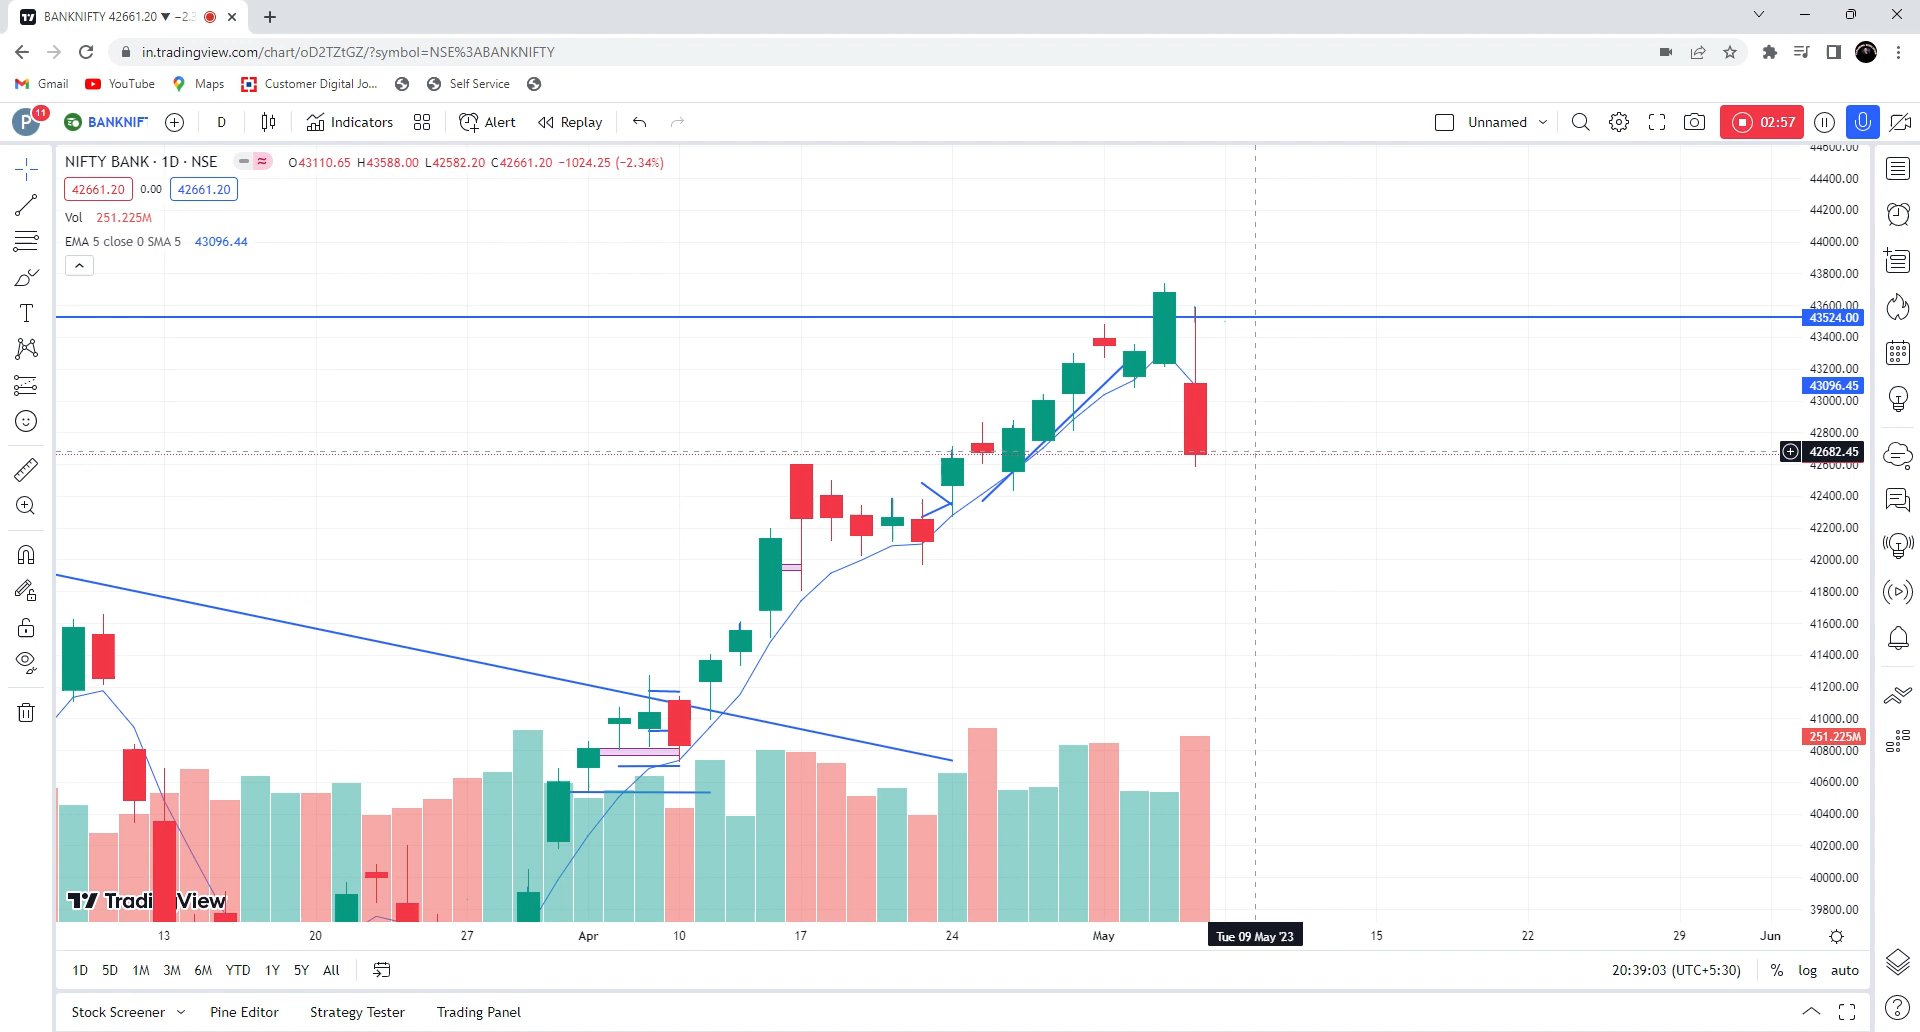 BANKNIFTY 42661.20 ▼ −2.3
in.tradingview.com/chart/oD2TZtGZ/?symbol=NSE%3ABANKNIFTY
Gmail YouTube Maps Customer Digital Jo... Self Service
P 11 BANKNIF D Indicators Alert Replay Unnamed 02:57
NIFTY BANK · 1D · NSE O43110.65 H43588.00 L42582.20 C42661.20 −1024.25 (−2.34%)
42661.20 0.00 42661.20
Vol 251.225M
EMA 5 close 0 SMA 5 43096.44
44600.00
44400.00
44200.00
44000.00
43800.00
43600.00
43524.00
43400.00
43200.00
43096.45
43000.00
42800.00
42682.45
42600.00
42400.00
42200.00
42000.00
41800.00
41600.00
41400.00
41200.00
41000.00
251.225M
40800.00
40600.00
40400.00
40200.00
40000.00
39800.00
TradingView
13 20 27 Apr 10 17 24 May Tue 09 May '23 15 22 29 Jun
1D 5D 1M 3M 6M YTD 1Y 5Y All 20:39:03 (UTC+5:30) % log auto
Stock Screener Pine Editor Strategy Tester Trading Panel